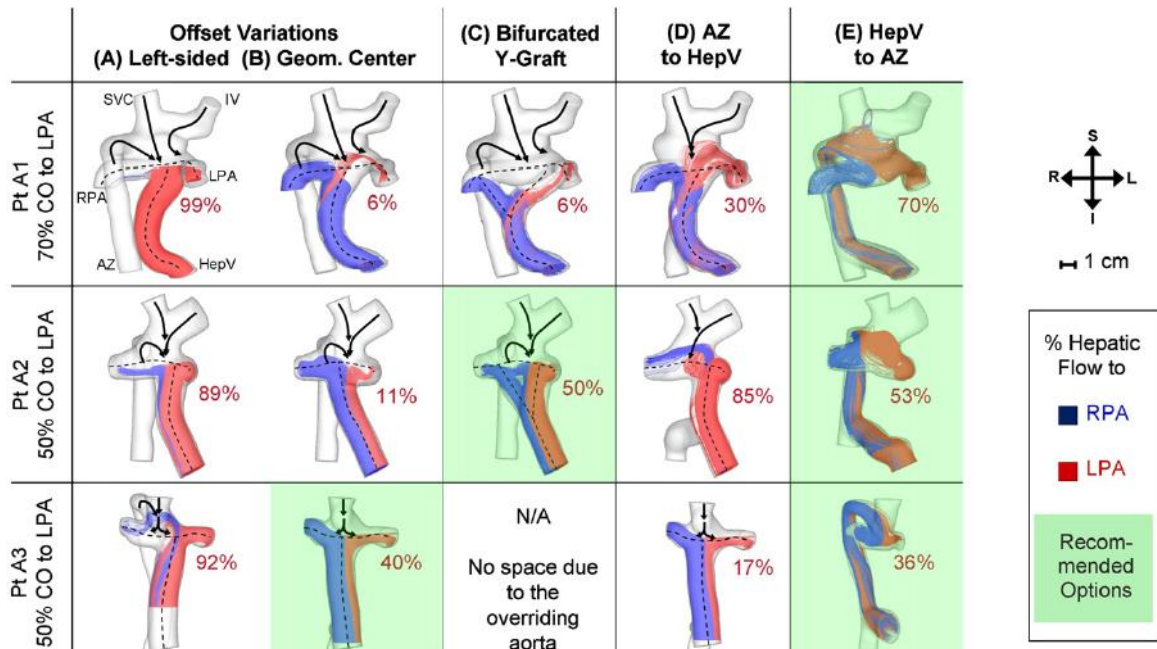 Offset Variations
(A) Left-sided (B) Geom. Center
(C) Bifurcated
Y-Graft
(D) AZ
to HepV
(E) HepV
to AZ
Pt A1
70% CO to LPA
SVC
IV
LPA
RPA
99%
AZ
HepV
6%
6%
30%
70%
Pt A2
50% CO to LPA
89%
11%
50%
85%
53%
Pt A3
50% CO to LPA
92%
40%
N/A
No space due
to the
overriding
aorta
17%
36%
S
R
L
I
1 cm
% Hepatic
Flow to
RPA
LPA
Recom-
mended
Options